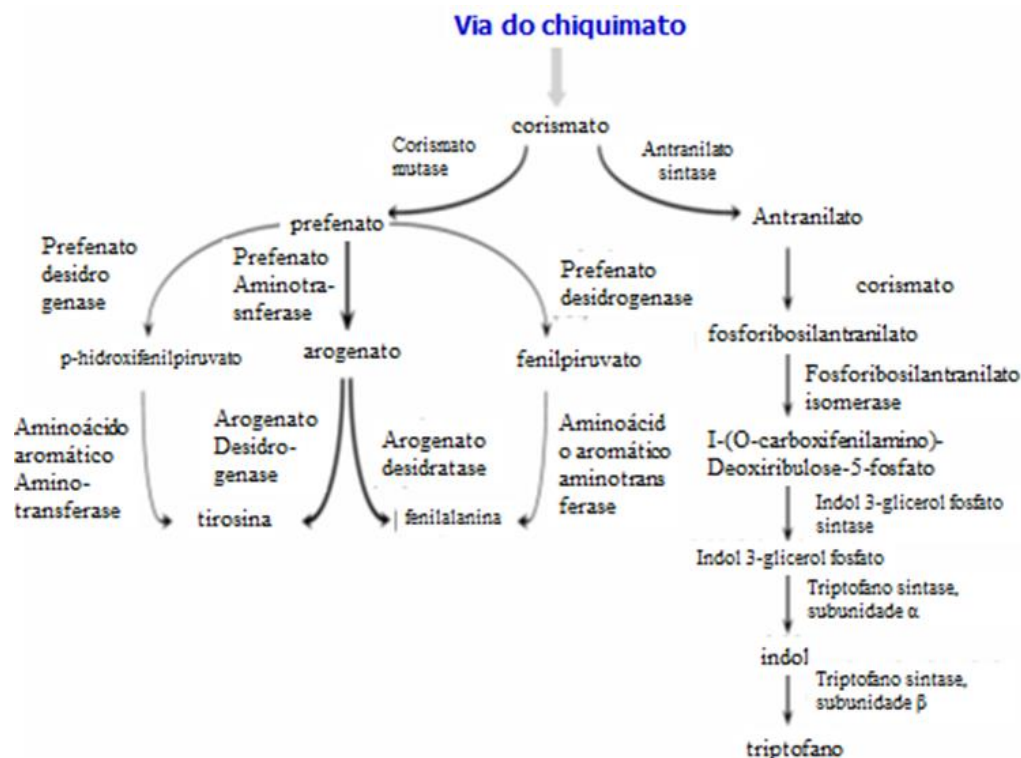 Via do chiquimato
corismato
Corismato
mutase
Antranilato
sintase
prefenato
Antranilato
Prefenato
desidro
genase
Prefenato
Aminotra-
snferase
Prefenato
desidrogenase
corismato
p-hidroxifenilpiruvato
arogenato
fenilpiruvato
fosforibosilantranilato
Fosforibosilantranilato
isomerase
Aminoácido
aromático
Amino-
transferase
Arogenato
Desidro-
genase
Arogenato
desidratase
Aminoácid
o aromático
aminotrans
ferase
I-(O-carboxifenilamino)-
Deoxiribulose-5-fosfato
Indol 3-glicerol fosfato
sintase
tirosina
fenilalanina
Indol 3-glicerol fosfato
Triptofano sintase,
subunidade α
indol
Triptofano sintase,
subunidade β
triptofano